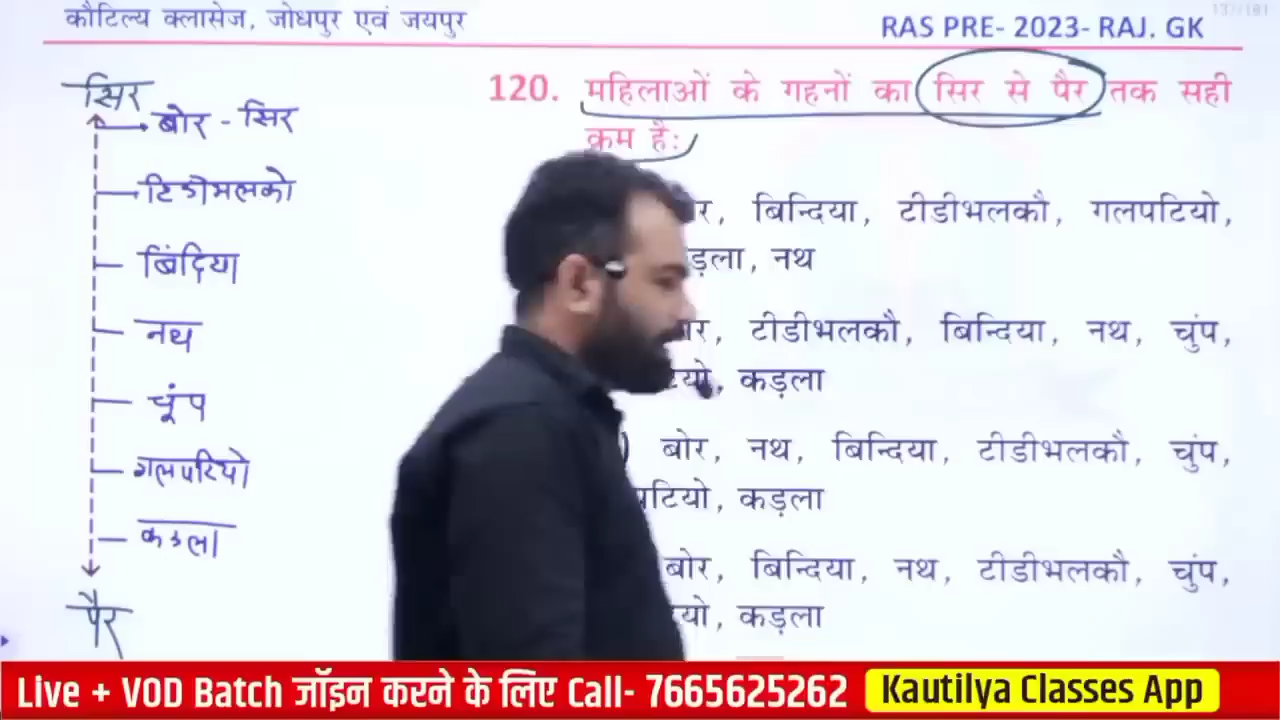 कौटिल्य क्लासेज, जोधपुर एवं जयपुर
RAS PRE- 2023- RAJ. GK
सिर
बोर - सिर
टिडीभलको
बिंदिया
नथ
चूंप
गलपटियो
कडला
पैर
120. महिलाओं के गहनों का सिर से पैर तक सही
क्रम है:
बिन्दिया, टीडीभलकौ, गलपटियो,
नथ
टीडीभलकौ, बिन्दिया, नथ, चुंप,
कड़ला
बोर, नथ, बिन्दिया, टीडीभलकौ, चुंप,
कड़ला
बोर, बिन्दिया, नथ, टीडीभलकौ, चुंप,
कड़ला
Live + VOD Batch जॉइन करने के लिए Call- 7665625262
Kautilya Classes App